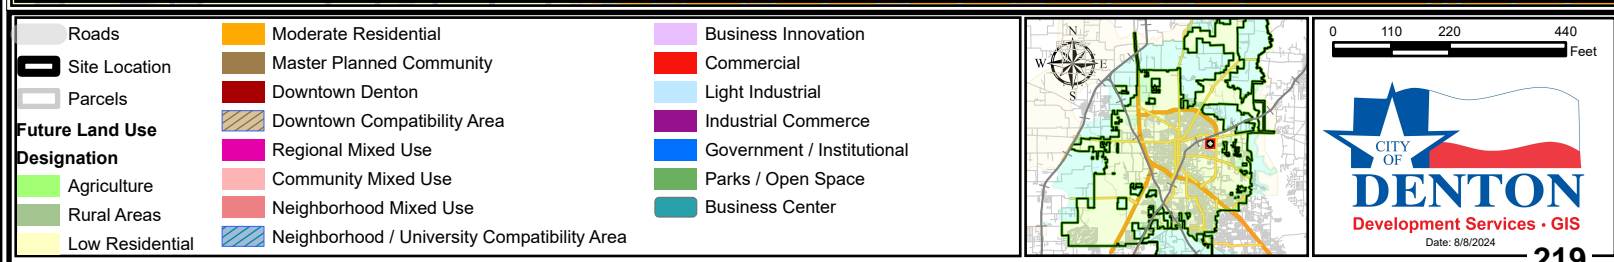 Roads
Site Location
Parcels
Future Land Use
Designation
Agriculture
Rural Areas
Low Residential
Moderate Residential
Master Planned Community
Downtown Denton
Downtown Compatibility Area
Regional Mixed Use
Community Mixed Use
Neighborhood Mixed Use
Neighborhood / University Compatibility Area
Business Innovation
Commercial
Light Industrial
Industrial Commerce
Government / Institutional
Parks / Open Space
Business Center
N
W E
S
0 110 220 440
Feet
CITY
OF
DENTON
Development Services • GIS
Date: 8/8/2024
219